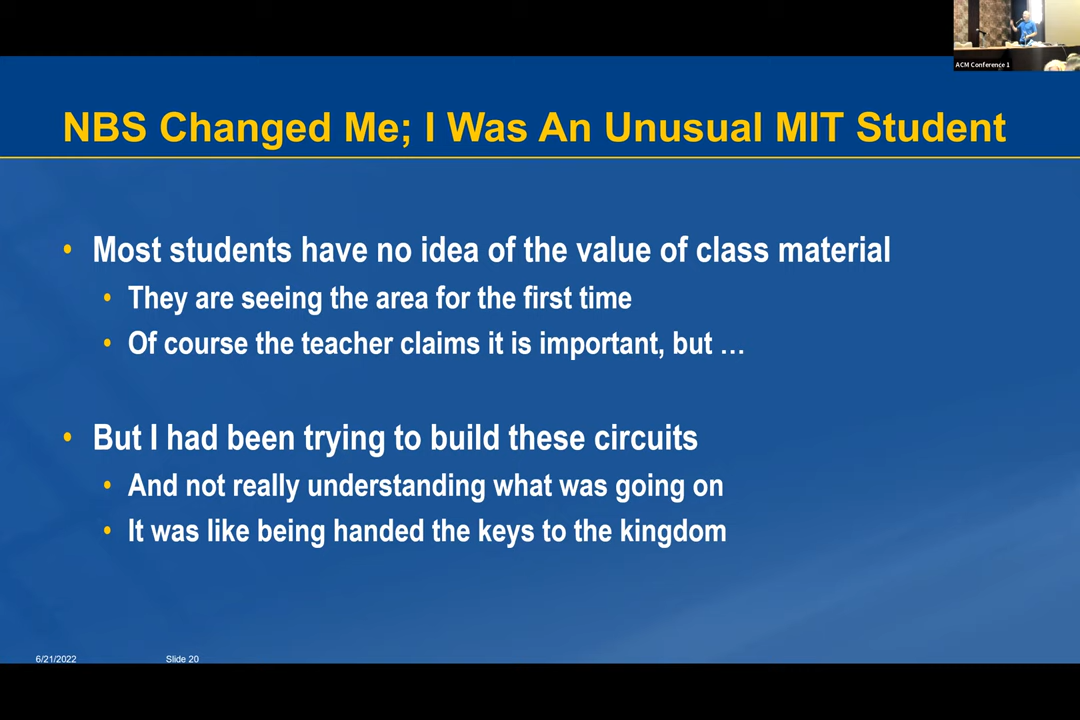 ACM Conference 1
NBS Changed Me; I Was An Unusual MIT Student
• Most students have no idea of the value of class material
• They are seeing the area for the first time
• Of course the teacher claims it is important, but …
• But I had been trying to build these circuits
• And not really understanding what was going on
• It was like being handed the keys to the kingdom
6/21/2022
Slide 20